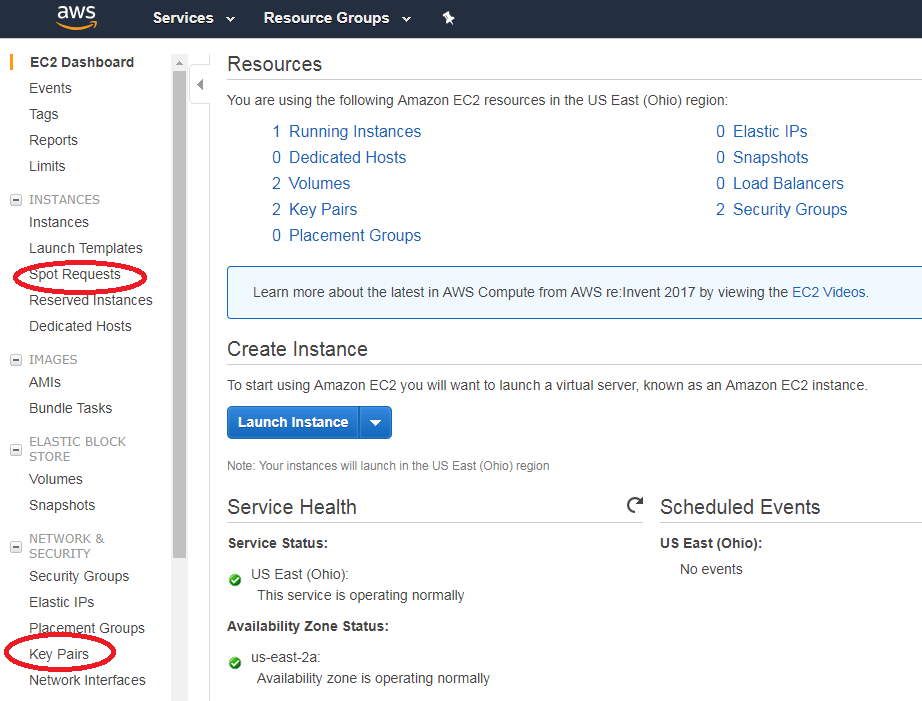 aws
Services
Resource Groups
EC2 Dashboard
Events
Tags
Reports
Limits
INSTANCES
Instances
Launch Templates
Spot Requests
Reserved Instances
Dedicated Hosts
IMAGES
AMIs
Bundle Tasks
ELASTIC BLOCK
STORE
Volumes
Snapshots
NETWORK &
SECURITY
Security Groups
Elastic IPs
Placement Groups
Key Pairs
Network Interfaces
Resources
You are using the following Amazon EC2 resources in the US East (Ohio) region:
1 Running Instances
0 Dedicated Hosts
2 Volumes
2 Key Pairs
0 Placement Groups
0 Elastic IPs
0 Snapshots
0 Load Balancers
2 Security Groups
Learn more about the latest in AWS Compute from AWS re:Invent 2017 by viewing the EC2 Videos.
Create Instance
To start using Amazon EC2 you will want to launch a virtual server, known as an Amazon EC2 instance.
Launch Instance
Note: Your instances will launch in the US East (Ohio) region
Service Health
Service Status:
US East (Ohio):
This service is operating normally
Availability Zone Status:
us-east-2a:
Availability zone is operating normally
Scheduled Events
US East (Ohio):
No events